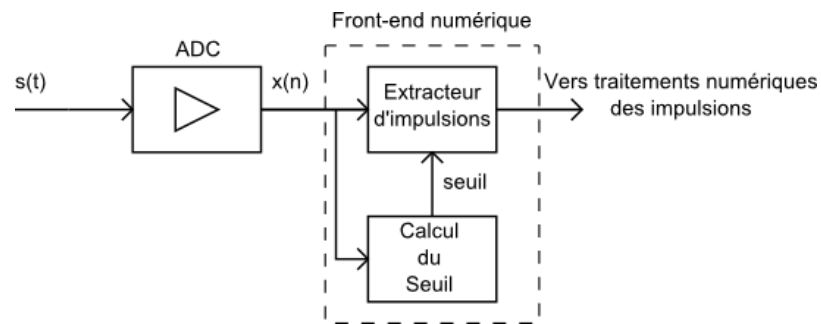 Front-end numérique
ADC
s(t)
x(n)
Extracteur
d'impulsions
Vers traitements numériques
des impulsions
seuil
Calcul
du
Seuil